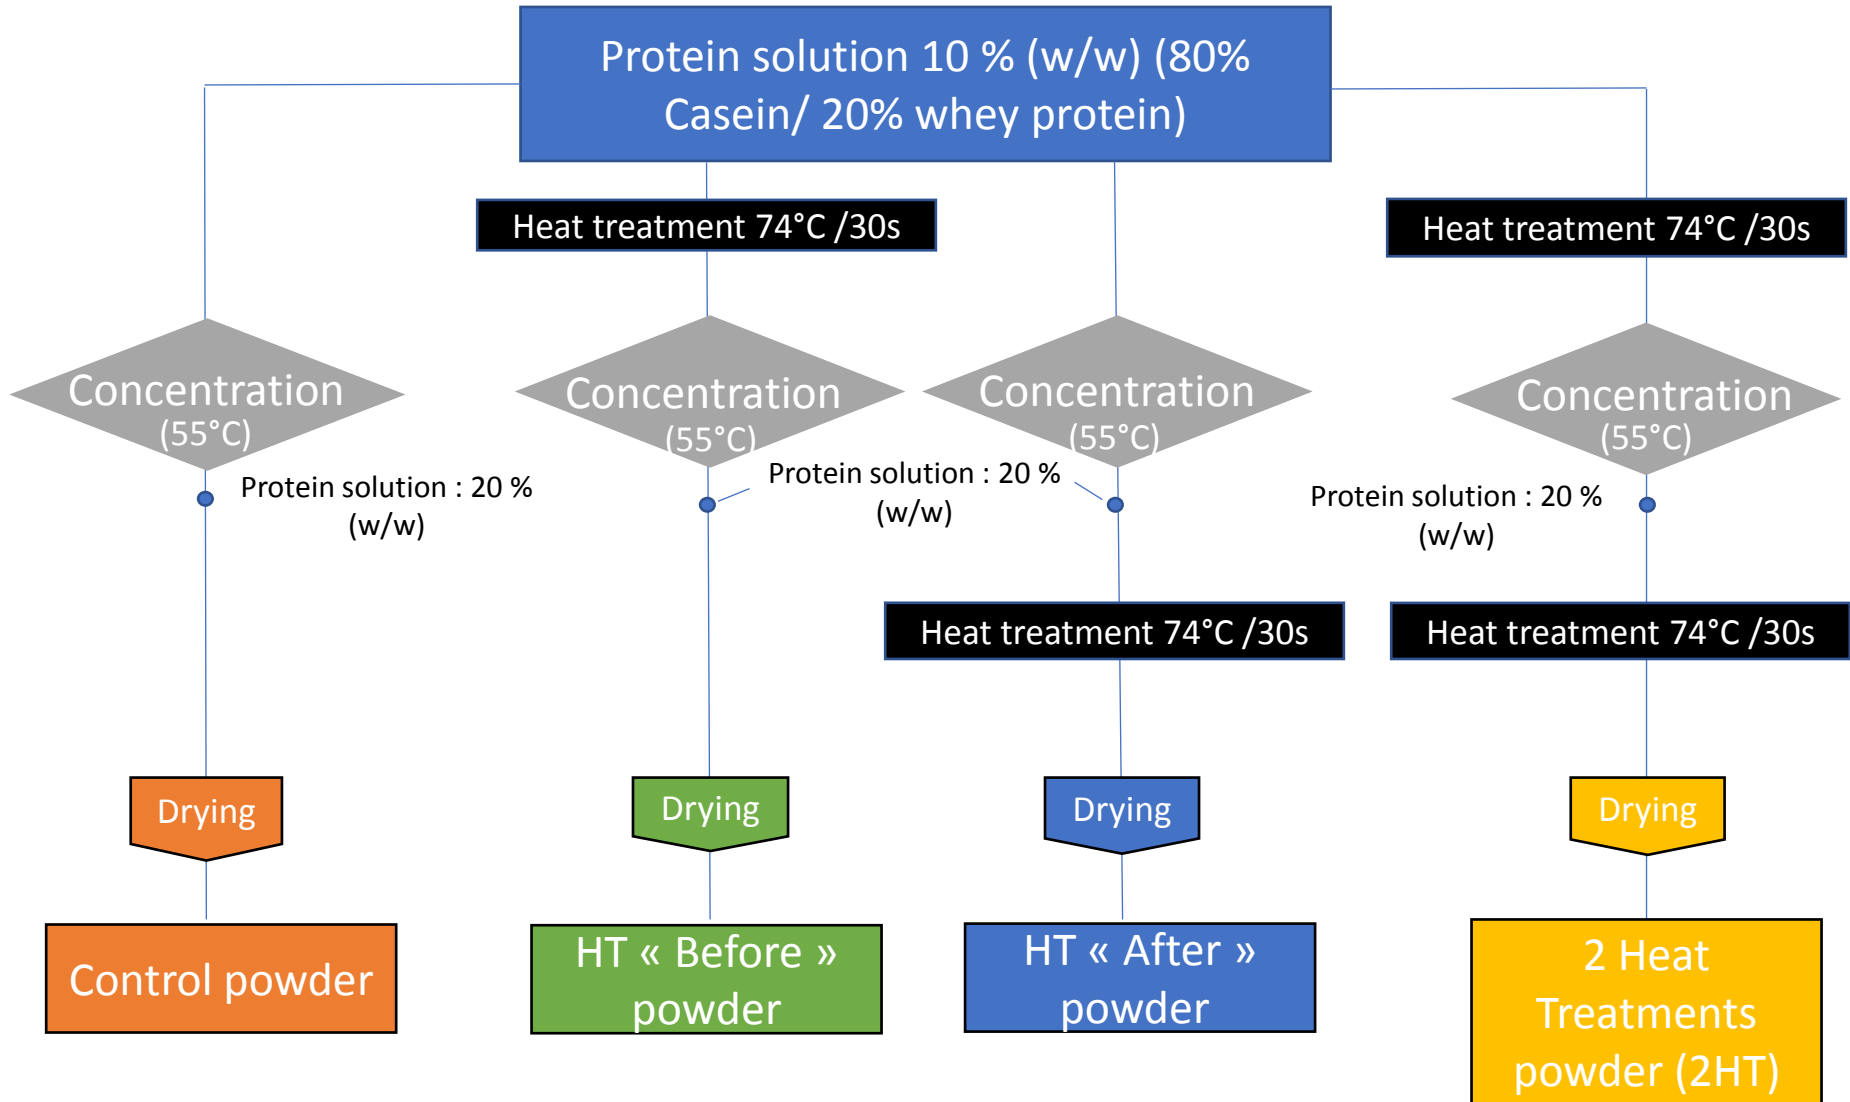 Protein solution 10 % (w/w) (80%
Casein/ 20% whey protein)
Heat treatment 74°C /30s
Heat treatment 74°C /30s
Concentration
(55°C)
Concentration
(55°C)
Concentration
(55°C)
Concentration
(55°C)
Protein solution : 20 %
(w/w)
Protein solution : 20 %
(w/w)
Protein solution : 20 %
(w/w)
Heat treatment 74°C /30s
Heat treatment 74°C /30s
Drying
Drying
Drying
Drying
Control powder
HT « Before »
powder
HT « After »
powder
2 Heat
Treatments
powder (2HT)